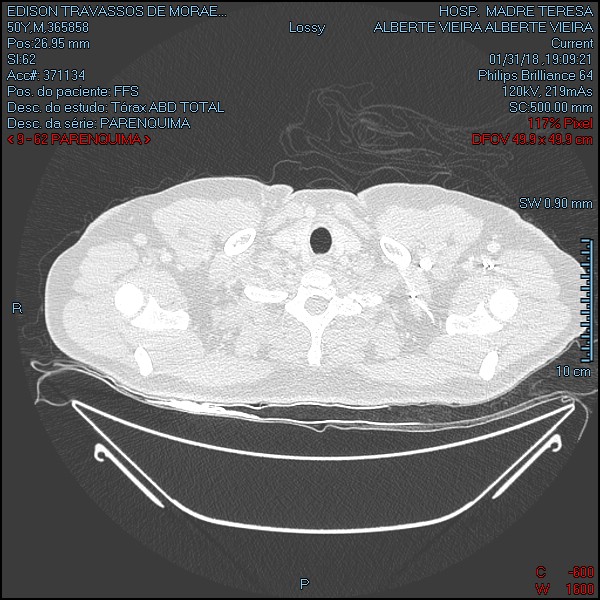 EDISON TRAVASSOS DE MORAE...
50Y,M,365858
Pos:26.95 mm
Sl:62
Acc#: 371134
Pos. do paciente: FFS
Desc. do estudo: Tórax ABD TOTAL
Desc. da série: PARENQUIMA
< 9 - 62 PARENQUIMA >
Lossy
HOSP. MADRE TERESA
ALBERTE VIEIRA ALBERTE VIEIRA
Current
01/31/18 ,19:09:21
Philips Brilliance 64
120kV, 219mAs
SC:500.00 mm
117% Pixel
DFOV 49.9 x 49.9 cm
SW 0.90 mm
R
10 cm
P
C -600
W 1600